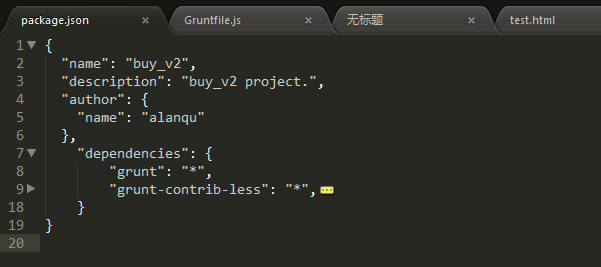 package.json × Gruntfile.js × 无标题 × test.html
1 {
2 "name": "buy_v2",
3 "description": "buy_v2 project.",
4 "author": {
5 "name": "alanqu"
6 },
7 "dependencies": {
8 "grunt": "*",
9 "grunt-contrib-less": "*",
18 }
19 }
20